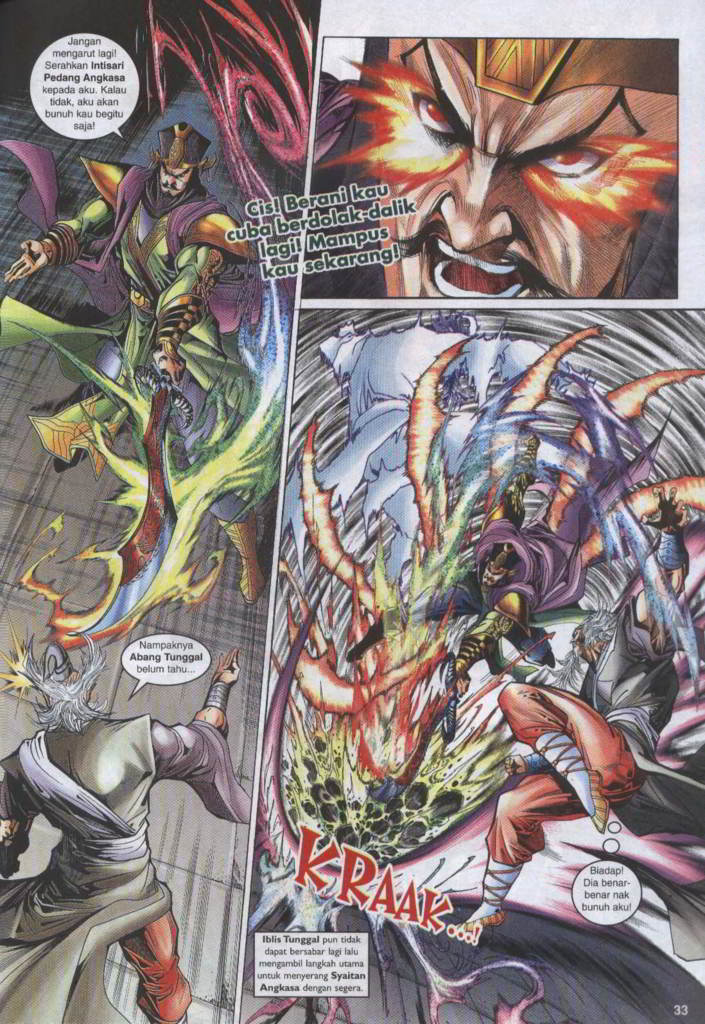 Jangan
mengarut lagi!
Serahkan Intisari
Pedang Angkasa
kepada aku. Kalau
tidak, aku akan
bunuh kau begitu
saja!
Cis! Berani kau
cuba berdolak-dalik
lagi! Mampus
kau sekarang!
Nampaknya
Abang Tunggal
belum tahu...
KRAAK...!
Biadap!
Dia benar-
benar nak
bunuh aku!
Iblis Tunggal pun tidak
dapat bersabar lagi lalu
mengambil langkah utama
untuk menyerang Syaitan
Angkasa dengan segera.
33